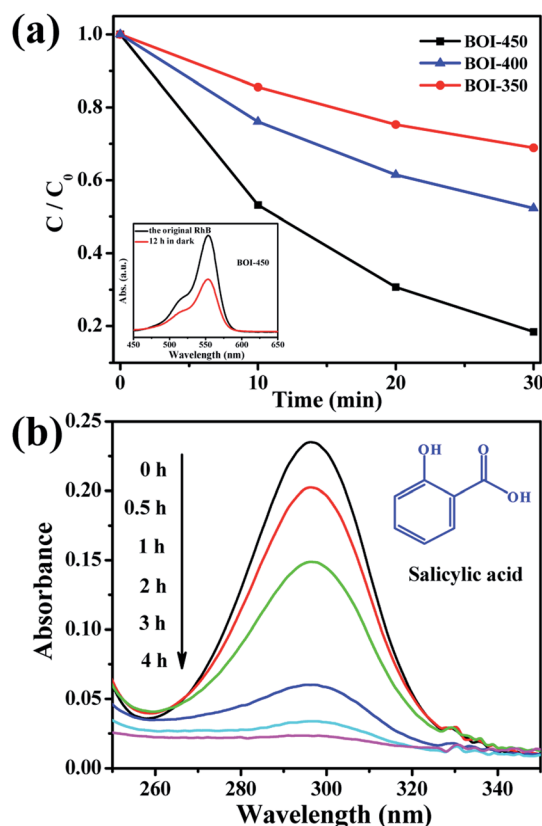 (a)
BOI-450
BOI-400
BOI-350
1.0
0.8
0.6
0.4
0.2
C / C0
the original RhB
12 h in dark
BOI-450
Abs. (a.u.)
450 500 550 600 650
Wavelength (nm)
0 10 20 30
Time (min)
(b)
0.25
0.20
0.15
0.10
0.05
0.00
Absorbance
0 h
0.5 h
1 h
2 h
3 h
4 h
OH
O
OH
Salicylic acid
260 280 300 320 340
Wavelength (nm)